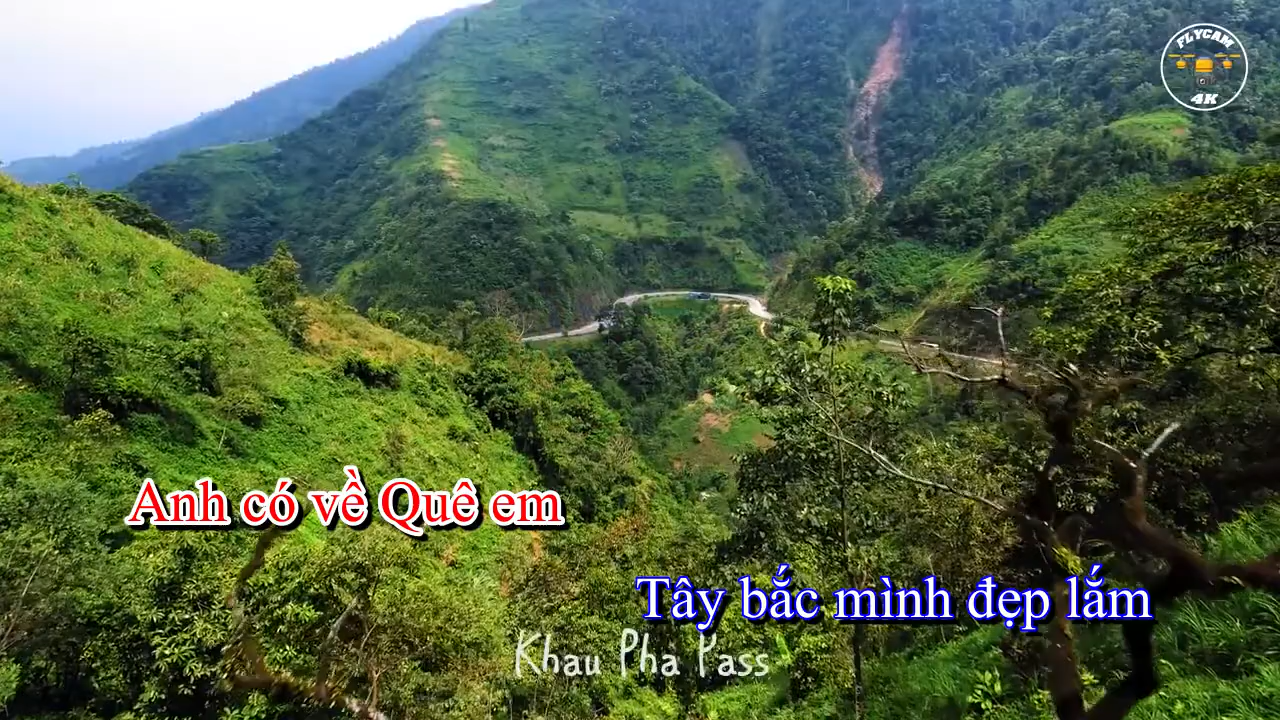 FLYCAM
4K
Anh có về Quê em
Tây bắc mình đẹp lắm
Khau Pha Pass